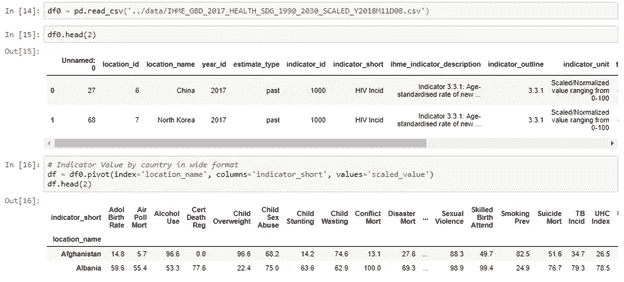 In [14]: df0 = pd.read_csv('../data/IHME_GBD_2017_HEALTH_SDG_1990_2030_SCALED_Y2018M11D08.csv')
In [15]: df0.head(2)
Out[15]:
Unnamed: 0 location_id location_name year_id estimate_type indicator_id indicator_short ihme_indicator_description indicator_outline indicator_unit t
0 27 6 China 2017 past 1000 HIV Incid Indicator 3.3.1: Age-standardised rate of new ... 3.3.1 Scaled/Normalized value ranging from 0-100
1 68 7 North Korea 2017 past 1000 HIV Incid Indicator 3.3.1: Age-standardised rate of new ... 3.3.1 Scaled/Normalized value ranging from 0-100
In [16]: # Indicator Value by country in wide format
df = df0.pivot(index='location_name', columns='indicator_short', values='scaled_value')
df.head(2)
Out[16]:
indicator_short Adol Birth Rate Air Poll Mort Alcohol Use Cert Death Reg Child Overweight Child Sex Abuse Child Stunting Child Wasting Conflict Mort Disaster Mort ... Sexual Violence Skilled Birth Attend Smoking Prev Suicide Mort TB Incid UHC Index
location_name
Afghanistan 14.8 5.7 96.6 0.0 96.6 68.2 14.2 74.6 13.1 27.6 ... 88.3 49.7 82.5 51.6 34.7 26.5
Albania 59.6 55.4 53.3 77.6 22.4 75.0 63.6 62.9 100.0 69.3 ... 98.9 99.4 24.9 76.7 79.3 78.5